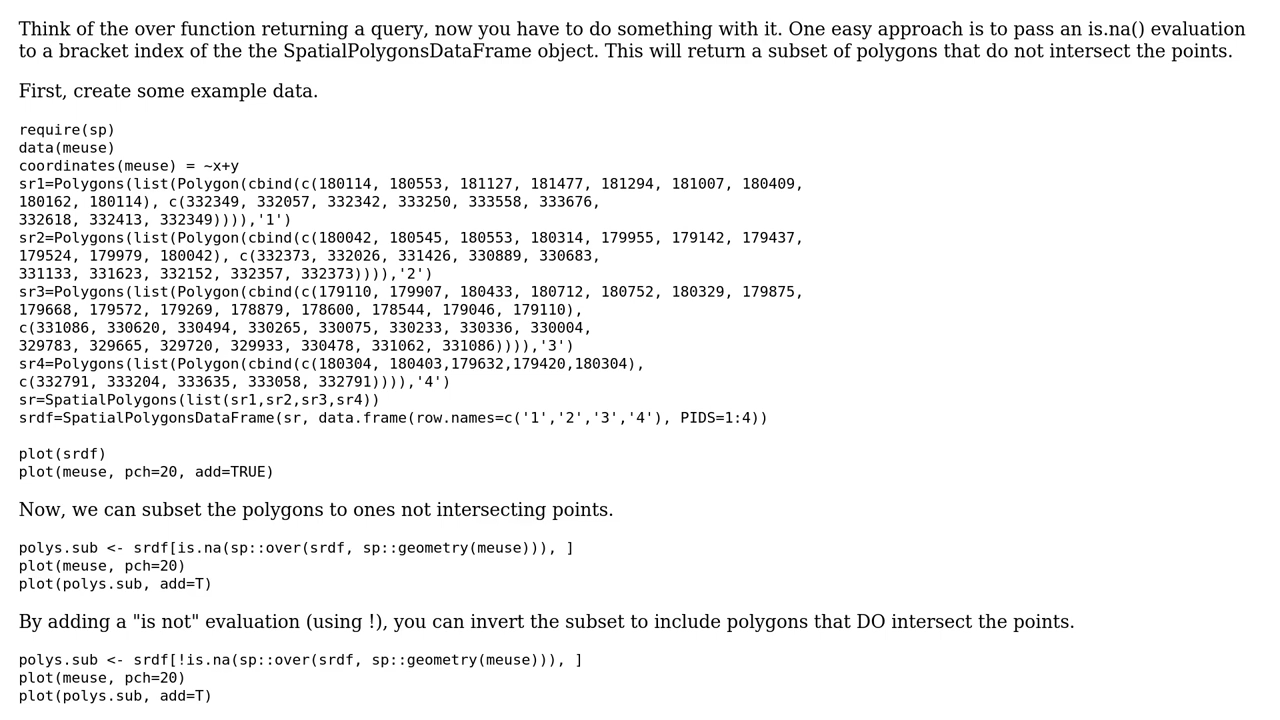 Think of the over function returning a query, now you have to do something with it. One easy approach is to pass an is.na() evaluation
to a bracket index of the the SpatialPolygonsDataFrame object. This will return a subset of polygons that do not intersect the points.
First, create some example data.
require(sp)
data(meuse)
coordinates(meuse) = ~x+y
sr1=Polygons(list(Polygon(cbind(c(180114, 180553, 181127, 181477, 181294, 181007, 180409,
180162, 180114), c(332349, 332057, 332342, 333250, 333558, 333676,
332618, 332413, 332349)))),'1')
sr2=Polygons(list(Polygon(cbind(c(180042, 180545, 180553, 180314, 179955, 179142, 179437,
179524, 179979, 180042), c(332373, 332026, 331426, 330889, 330683,
331133, 331623, 332152, 332357, 332373)))),'2')
sr3=Polygons(list(Polygon(cbind(c(179110, 179907, 180433, 180712, 180752, 180329, 179875,
179668, 179572, 179269, 178879, 178600, 178544, 179046, 179110),
c(331086, 330620, 330494, 330265, 330075, 330233, 330336, 330004,
329783, 329665, 329720, 329933, 330478, 331062, 331086)))),'3')
sr4=Polygons(list(Polygon(cbind(c(180304, 180403,179632,179420,180304),
c(332791, 333204, 333635, 333058, 332791)))),'4')
sr=SpatialPolygons(list(sr1,sr2,sr3,sr4))
srdf=SpatialPolygonsDataFrame(sr, data.frame(row.names=c('1','2','3','4'), PIDS=1:4))
plot(srdf)
plot(meuse, pch=20, add=TRUE)
Now, we can subset the polygons to ones not intersecting points.
polys.sub <- srdf[is.na(sp::over(srdf, sp::geometry(meuse))), ]
plot(meuse, pch=20)
plot(polys.sub, add=T)
By adding a "is not" evaluation (using !), you can invert the subset to include polygons that DO intersect the points.
polys.sub <- srdf[!is.na(sp::over(srdf, sp::geometry(meuse))), ]
plot(meuse, pch=20)
plot(polys.sub, add=T)